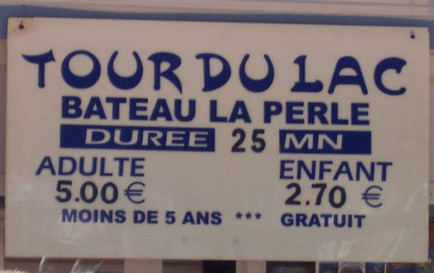 TOUR DU LAC
BATEAU LA PERLE
DUREE 25 MN
ADULTE ENFANT
5.00€ 2.70 €
MOINS DE 5 ANS *** GRATUIT